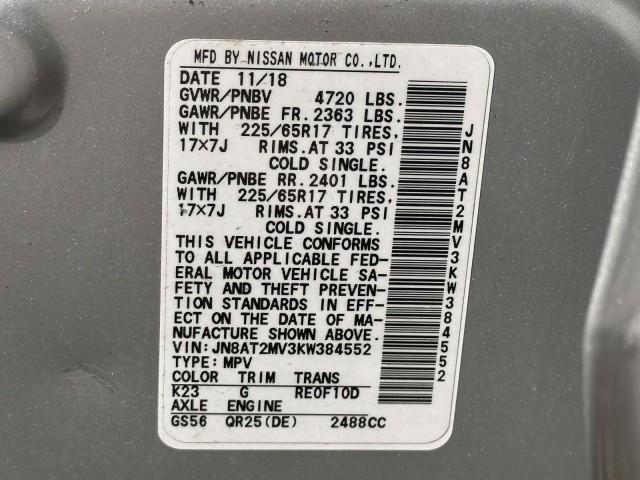 MFD BY NISSAN MOTOR CO.,LTD.
DATE 11/18
GVWR/PNBV 4720 LBS.
GAWR/PNBE FR. 2363 LBS.
WITH 225/65R17 TIRES,
17×7J RIMS.AT 33 PSI
COLD SINGLE.
GAWR/PNBE RR. 2401 LBS.
WITH 225/65R17 TIRES,
17×7J RIMS.AT 33 PSI
COLD SINGLE.
THIS VEHICLE CONFORMS
TO ALL APPLICABLE FED-
ERAL MOTOR VEHICLE SA-
FETY AND THEFT PREVEN-
TION STANDARDS IN EFF-
ECT ON THE DATE OF MA-
NUFACTURE SHOWN ABOVE.
VIN:JN8AT2MV3KW384552
TYPE:MPV
COLOR TRIM TRANS
K23 G RE0F10D
AXLE ENGINE
GS56 QR25(DE) 2488CC
JN8AT2MV3KW384552